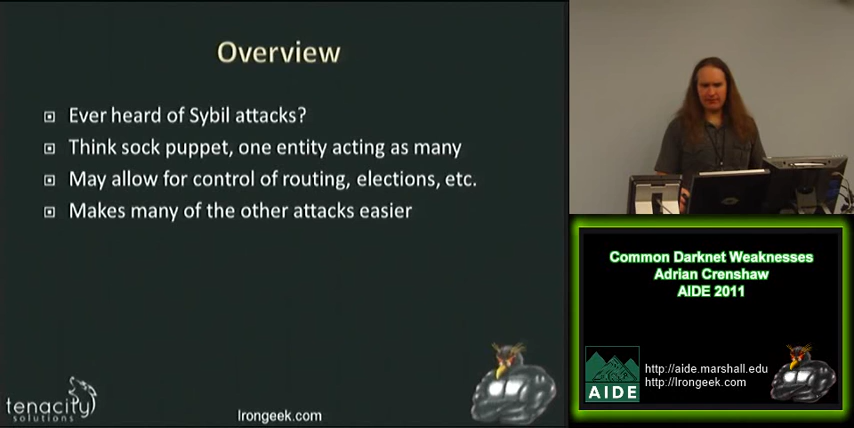 Overview
Ever heard of Sybil attacks?
Think sock puppet, one entity acting as many
May allow for control of routing, elections, etc.
Makes many of the other attacks easier
tenacity
solutions
Irongeek.com
Common Darknet Weaknesses
Adrian Crenshaw
AIDE 2011
AIDE
http://aide.marshall.edu
http://Irongeek.com